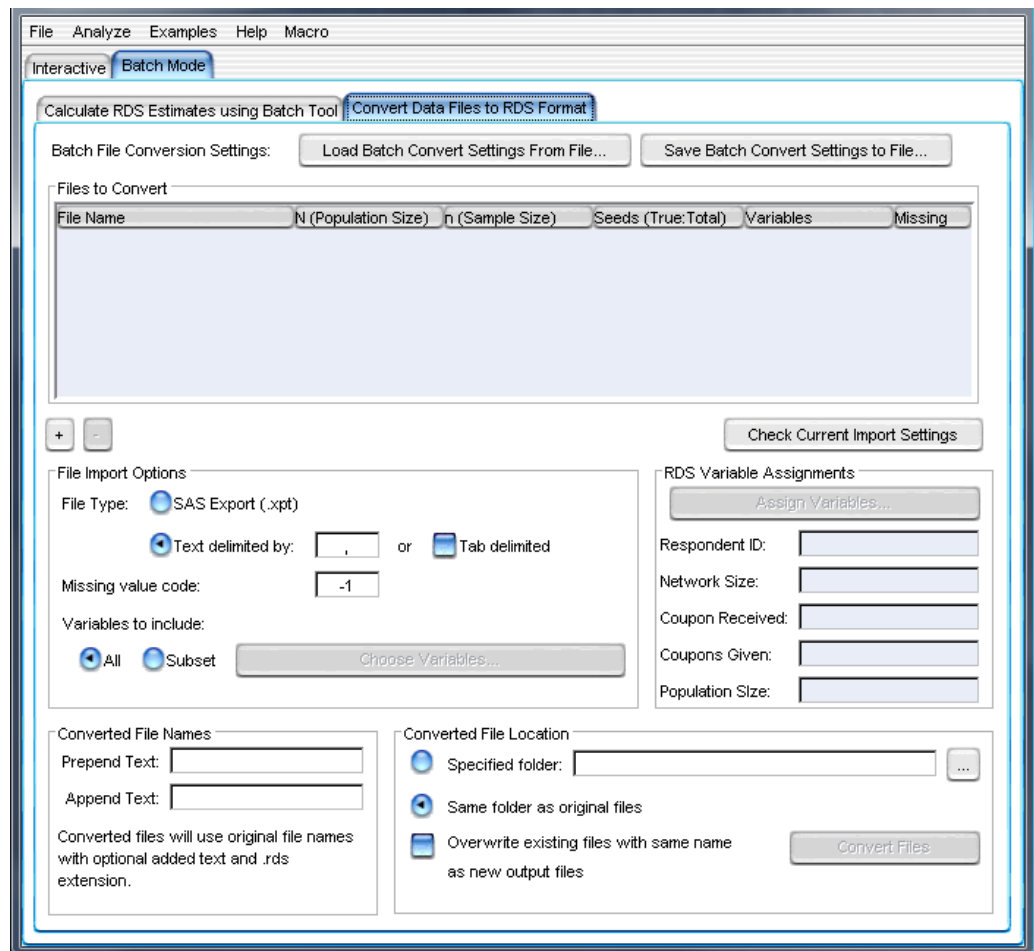 File Analyze Examples Help Macro
Interactive Batch Mode
Calculate RDS Estimates using Batch Tool Convert Data Files to RDS Format
Batch File Conversion Settings: Load Batch Convert Settings From File... Save Batch Convert Settings to File...
Files to Convert
File Name N (Population Size) n (Sample Size) Seeds (True:Total) Variables Missing
+ - Check Current Import Settings
File Import Options
File Type: SAS Export (.xpt)
Text delimited by: , or Tab delimited
Missing value code: -1
Variables to include:
All Subset Choose Variables...
RDS Variable Assignments
Assign Variables...
Respondent ID:
Network Size:
Coupon Received:
Coupons Given:
Population SIze:
Converted File Names
Prepend Text:
Append Text:
Converted files will use original file names
with optional added text and .rds
extension.
Converted File Location
Specified folder: ...
Same folder as original files
Overwrite existing files with same name
as new output files
Convert Files